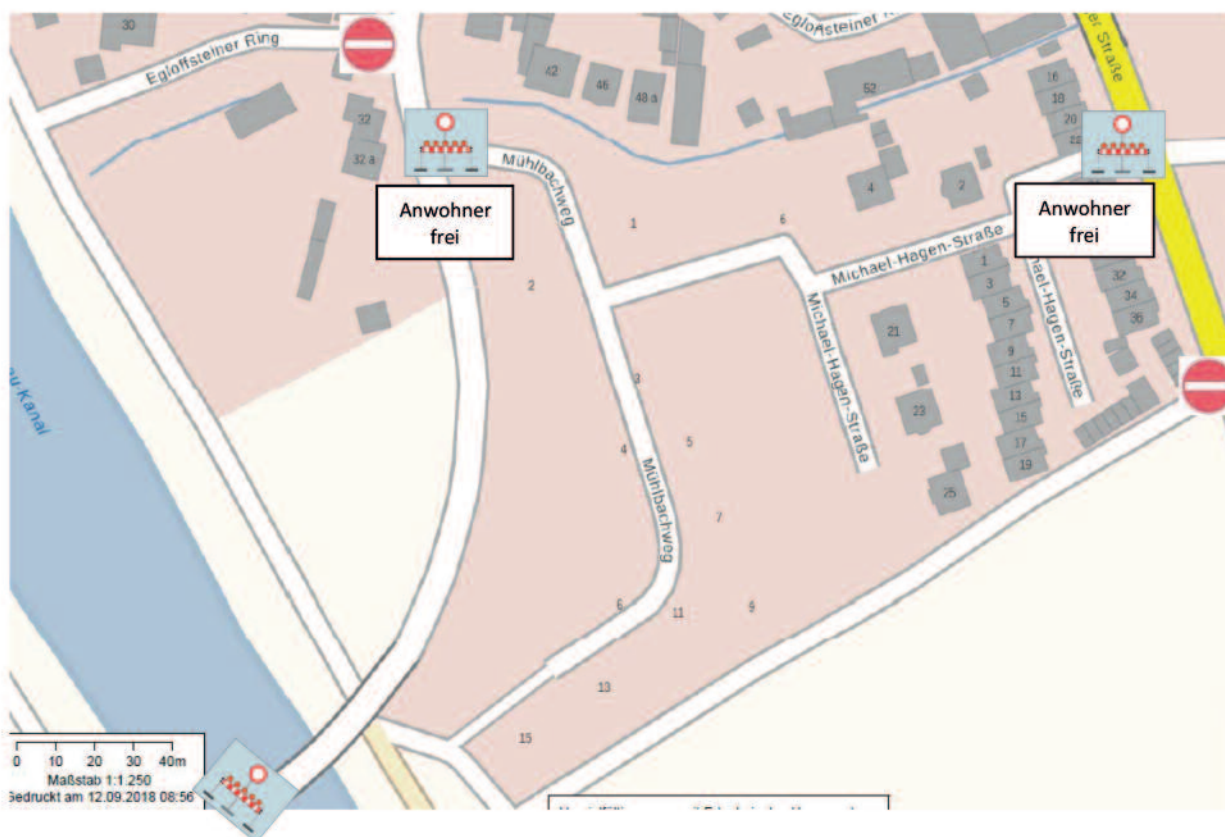 30
Egloffsteiner Ring
Egloffsteiner Ring
er Straße
42
46
48 a
52
16
18
20
22
32
32 a
Mühlbachweg
Anwohner
frei
4
2
Anwohner
frei
1
6
2
Michael-Hagen-Straße
Michael-Hagen-Straße
hael-Hagen-Straße
1
3
5
7
9
11
13
15
17
19
32
34
36
21
23
25
u-Kanal
3
4
5
Mühlbachweg
7
6
11
9
13
15
0 10 20 30 40m
Maßstab 1:1.250
Gedruckt am 12.09.2018 08:56